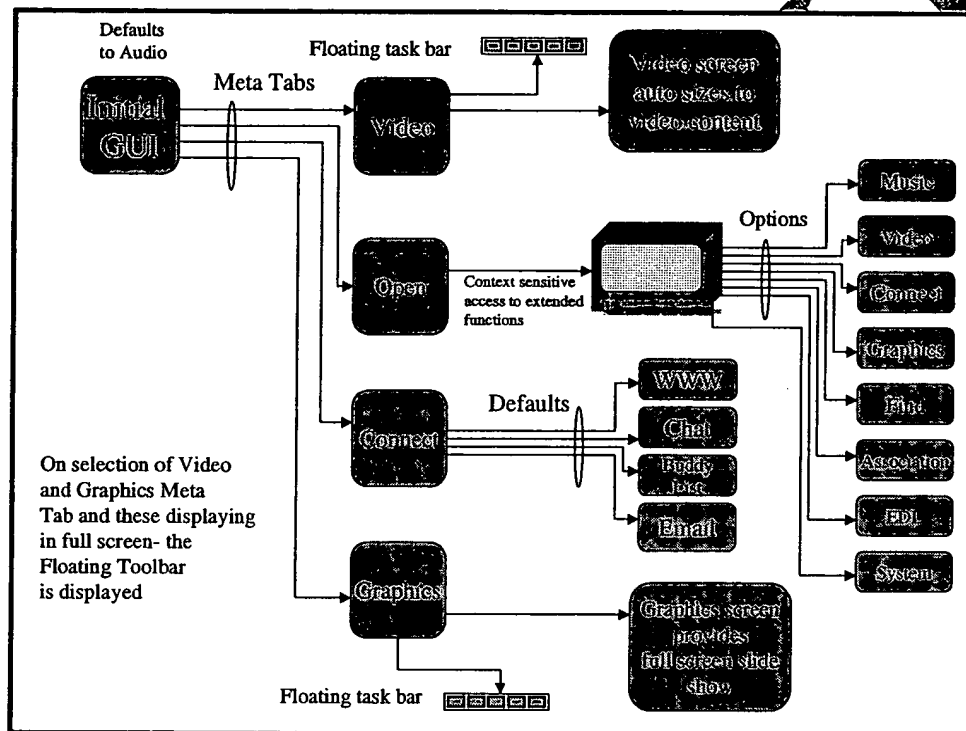 Defaults
to Audio
Initial
GUI
Meta Tabs
Floating task bar
Video
Video screen
auto sizes to
video content
Open
Context sensitive
access to extended
functions
Options
Music
Video
Connect
Graphics
Find
Association
EDL
System
Connect
Defaults
WWW
Chat
Buddy
List
Email
On selection of Video
and Graphics Meta
Tab and these displaying
in full screen- the
Floating Toolbar
is displayed
Graphics
Graphics screen
provides
full screen slide
show
Floating task bar